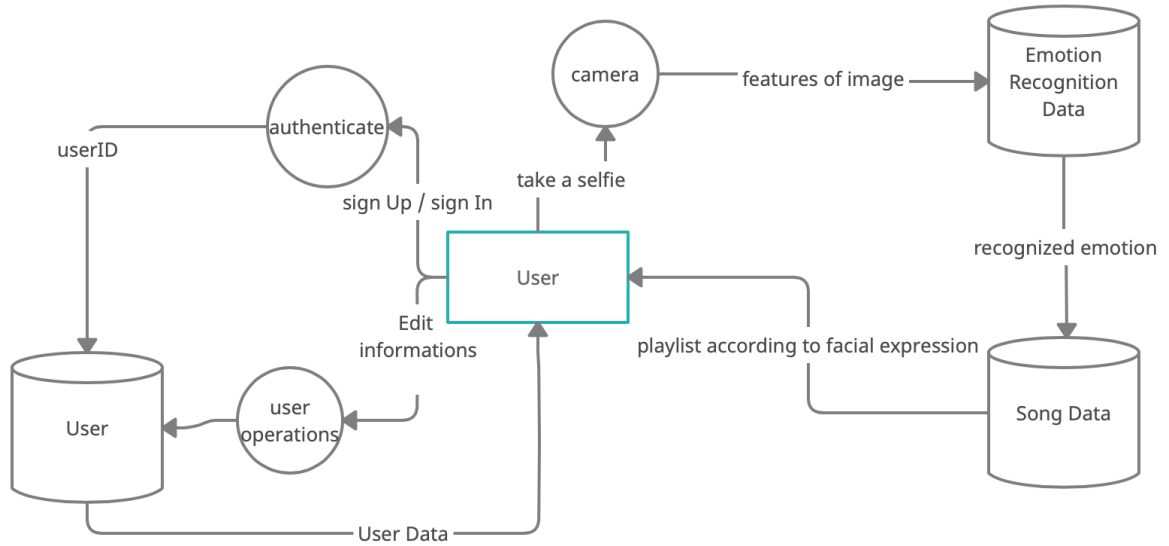 camera
features of image
Emotion
Recognition
Data
authenticate
userID
take a selfie
sign Up / sign In
recognized emotion
User
Edit
informations
playlist according to facial expression
user
operations
User
Song Data
User Data